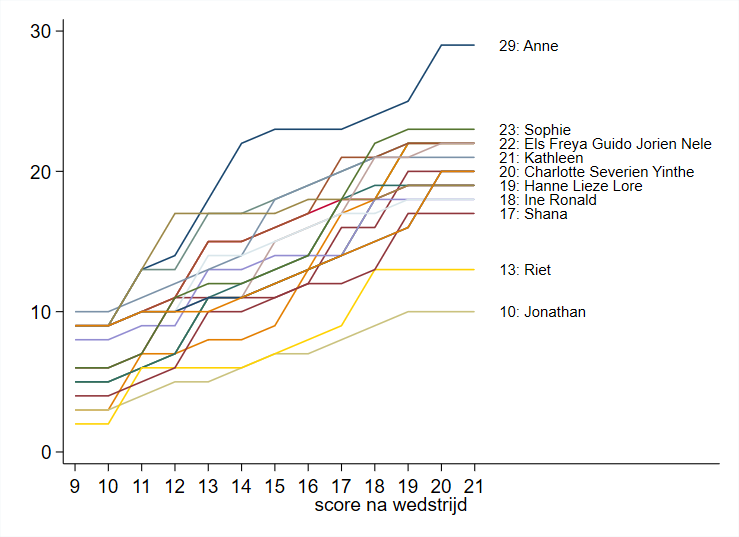 30
20
10
0
29: Anne
23: Sophie
22: Els Freya Guido Jorien Nele
21: Kathleen
20: Charlotte Severien Yinthe
19: Hanne Lieze Lore
18: Ine Ronald
17: Shana
13: Riet
10: Jonathan
9 10 11 12 13 14 15 16 17 18 19 20 21
score na wedstrijd